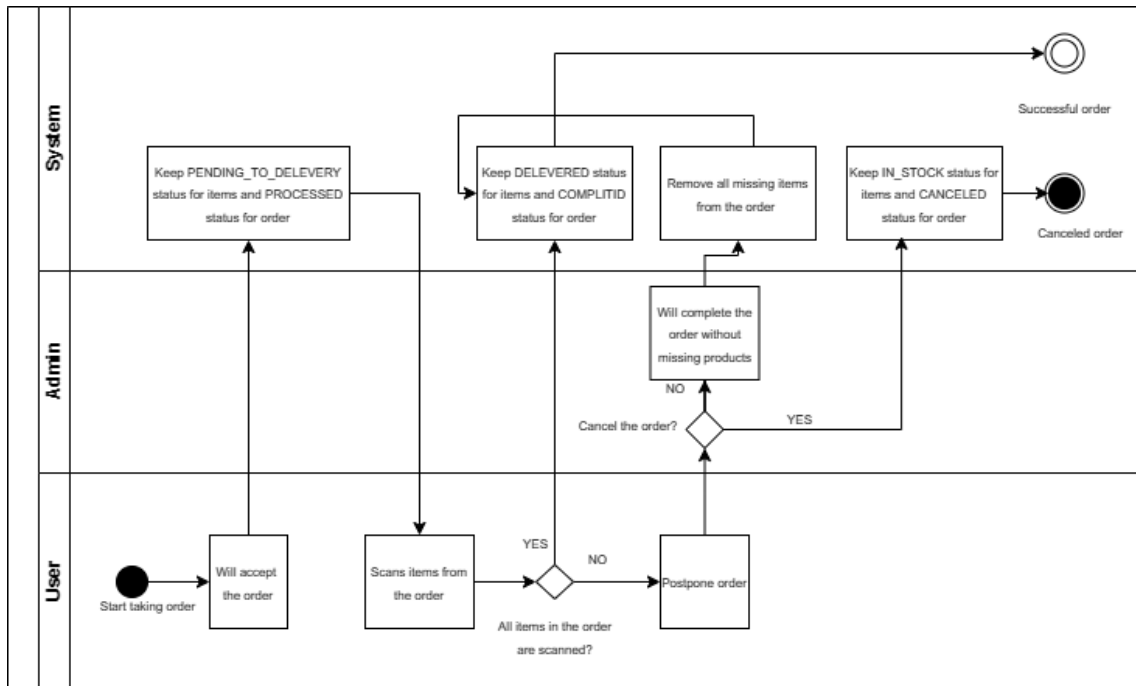 System
Successful order
Keep PENDING_TO_DELEVERY
status for items and PROCESSED
status for order
Keep DELEVERED status
for items and COMPLITID
status for order
Remove all missing items
from the order
Keep IN_STOCK status for
items and CANCELED
status for order
Canceled order
Admin
Will complete the
order without
missing products
NO
Cancel the order?
YES
User
Start taking order
Will accept
the order
Scans items from
the order
YES
NO
All items in the order
are scanned?
Postpone order